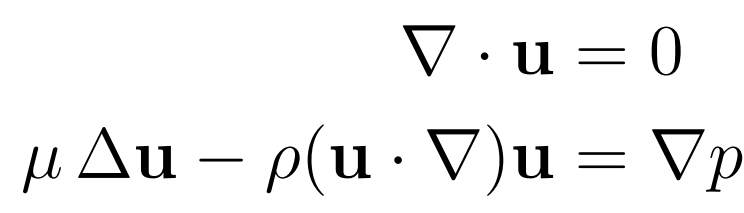 ∇ · 𝐮 = 0
μ Δ𝐮 − ρ(𝐮 · ∇)𝐮 = ∇p